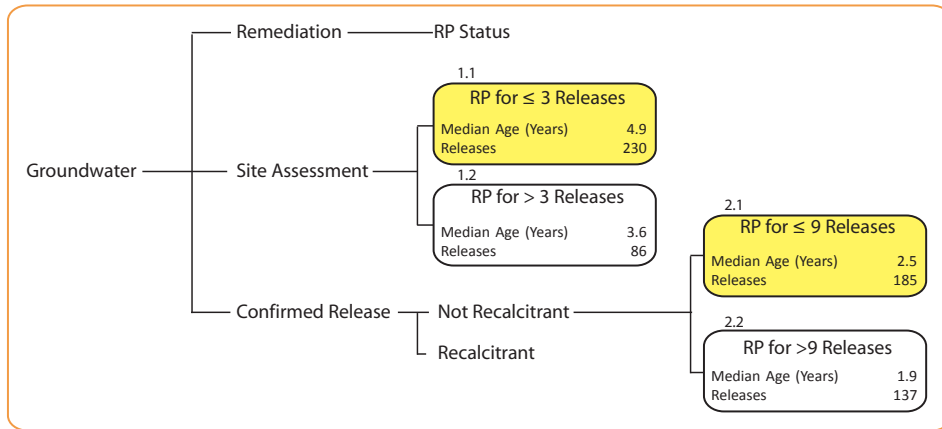 Remediation
RP Status
1.1
RP for ≤ 3 Releases
Median Age (Years) 4.9
Releases 230
Groundwater
Site Assessment
1.2
RP for > 3 Releases
Median Age (Years) 3.6
Releases 86
2.1
RP for ≤ 9 Releases
Median Age (Years) 2.5
Releases 185
Confirmed Release
Not Recalcitrant
Recalcitrant
2.2
RP for >9 Releases
Median Age (Years) 1.9
Releases 137